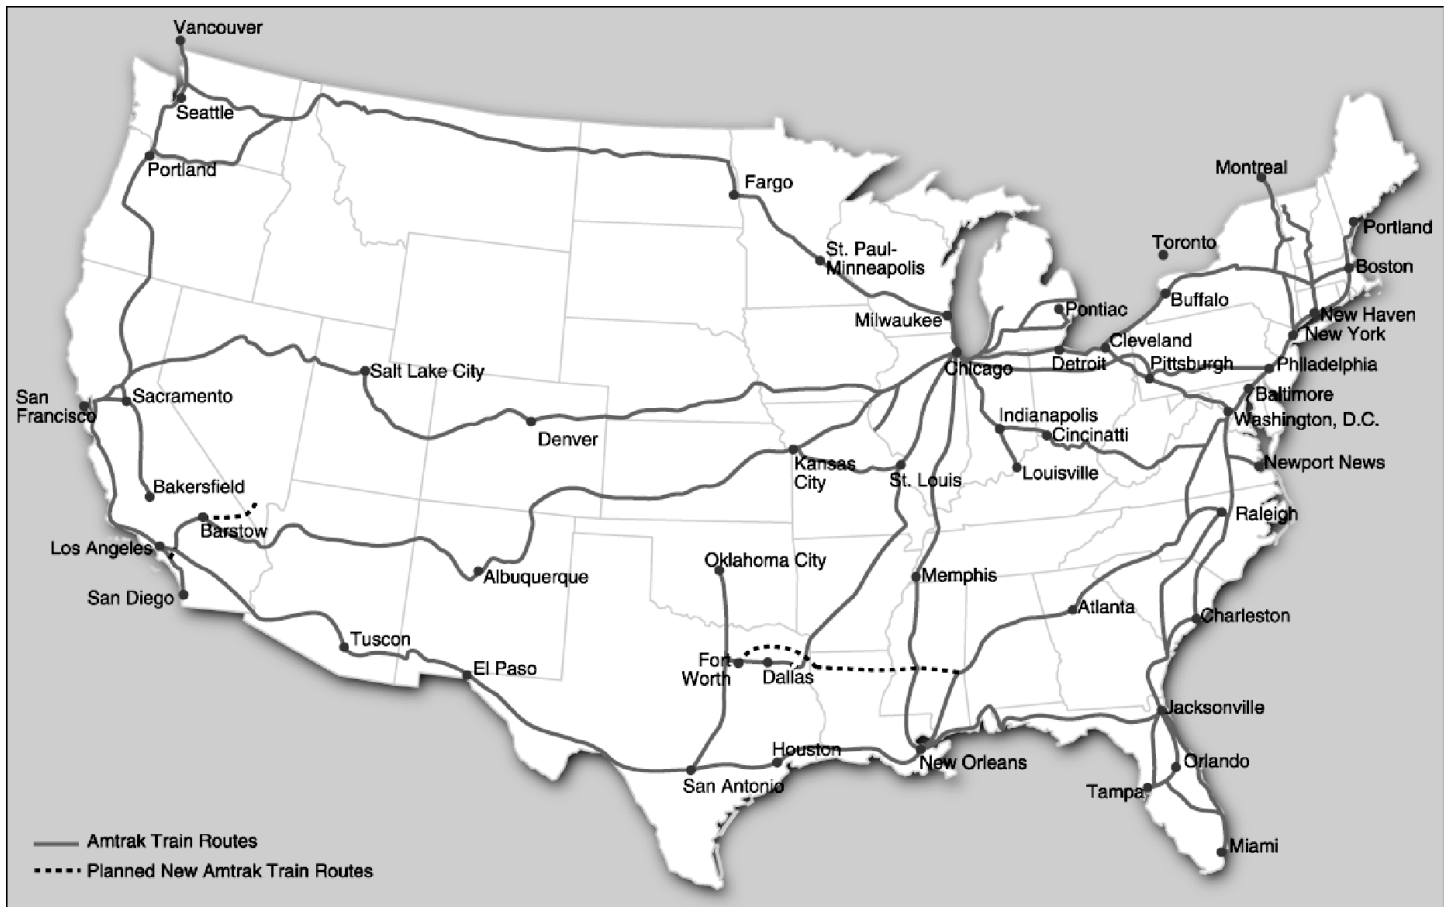 Vancouver
Seattle
Portland
Fargo
St. Paul-
Minneapolis
Milwaukee
Montreal
Portland
Toronto
Boston
Buffalo
Pontiac
New Haven
New York
Cleveland
Detroit
Pittsburgh
Philadelphia
Chicago
Salt Lake City
Sacramento
San
Francisco
Baltimore
Washington, D.C.
Indianapolis
Cincinatti
Denver
Kansas
City
St. Louis
Louisville
Newport News
Bakersfield
Barstow
Raleigh
Los Angeles
Albuquerque
Oklahoma City
Memphis
San Diego
Atlanta
Charleston
Tuscon
El Paso
Fort
Worth
Dallas
Jacksonville
Houston
New Orleans
San Antonio
Orlando
Tampa
Miami
Amtrak Train Routes
Planned New Amtrak Train Routes